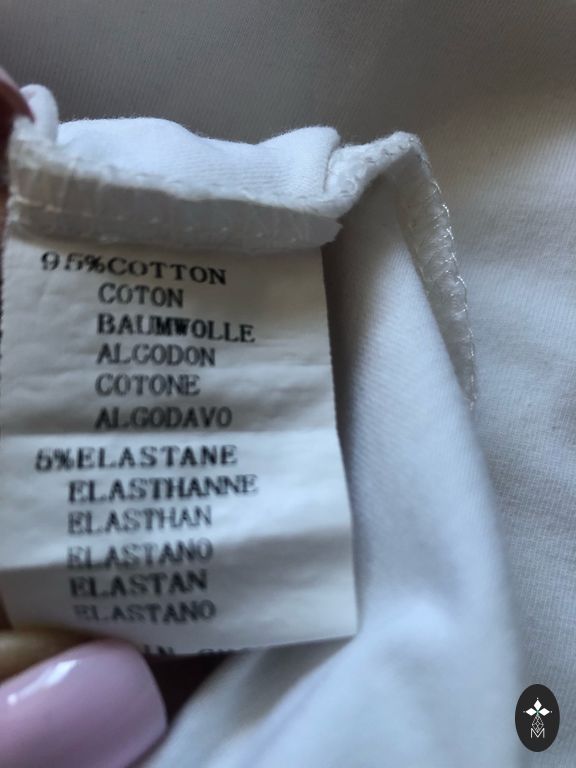 95%COTTON
COTON
BAUMWOLLE
ALGODON
COTONE
ALGODAVO
5%ELASTANE
ELASTHANNE
ELASTHAN
ELASTANO
ELASTAN
ELASTANO